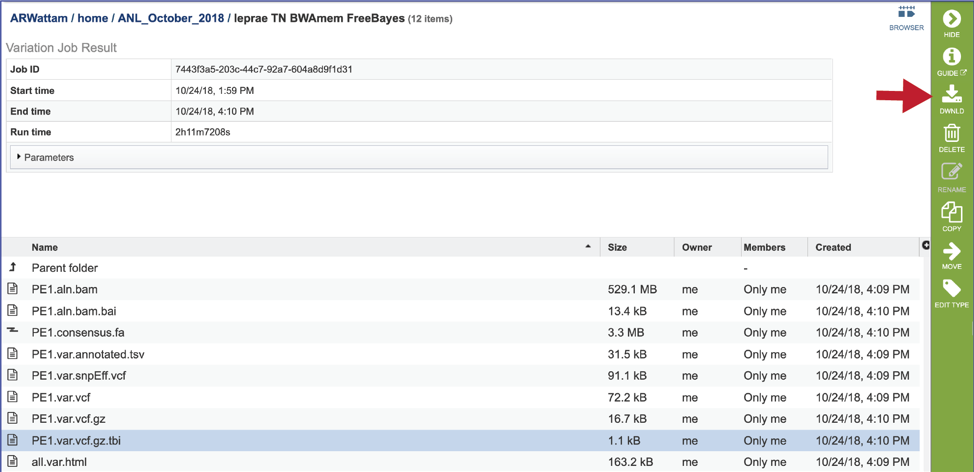 ARWattam / home / ANL_October_2018 / leprae TN BWAmem FreeBayes (12 items)
BROWSER
Variation Job Result
Job ID 7443f3a5-203c-44c7-92a7-604a8d9f1d31
Start time 10/24/18, 1:59 PM
End time 10/24/18, 4:10 PM
Run time 2h11m7208s
Parameters
HIDE
GUIDE
DWNLD
DELETE
RENAME
COPY
MOVE
EDIT TYPE
Name Size Owner Members Created
Parent folder -
PE1.aln.bam 529.1 MB me Only me 10/24/18, 4:09 PM
PE1.aln.bam.bai 13.4 kB me Only me 10/24/18, 4:10 PM
PE1.consensus.fa 3.3 MB me Only me 10/24/18, 4:10 PM
PE1.var.annotated.tsv 31.5 kB me Only me 10/24/18, 4:09 PM
PE1.var.snpEff.vcf 91.1 kB me Only me 10/24/18, 4:10 PM
PE1.var.vcf 72.2 kB me Only me 10/24/18, 4:09 PM
PE1.var.vcf.gz 16.7 kB me Only me 10/24/18, 4:10 PM
PE1.var.vcf.gz.tbi 1.1 kB me Only me 10/24/18, 4:10 PM
all.var.html 163.2 kB me Only me 10/24/18, 4:09 PM